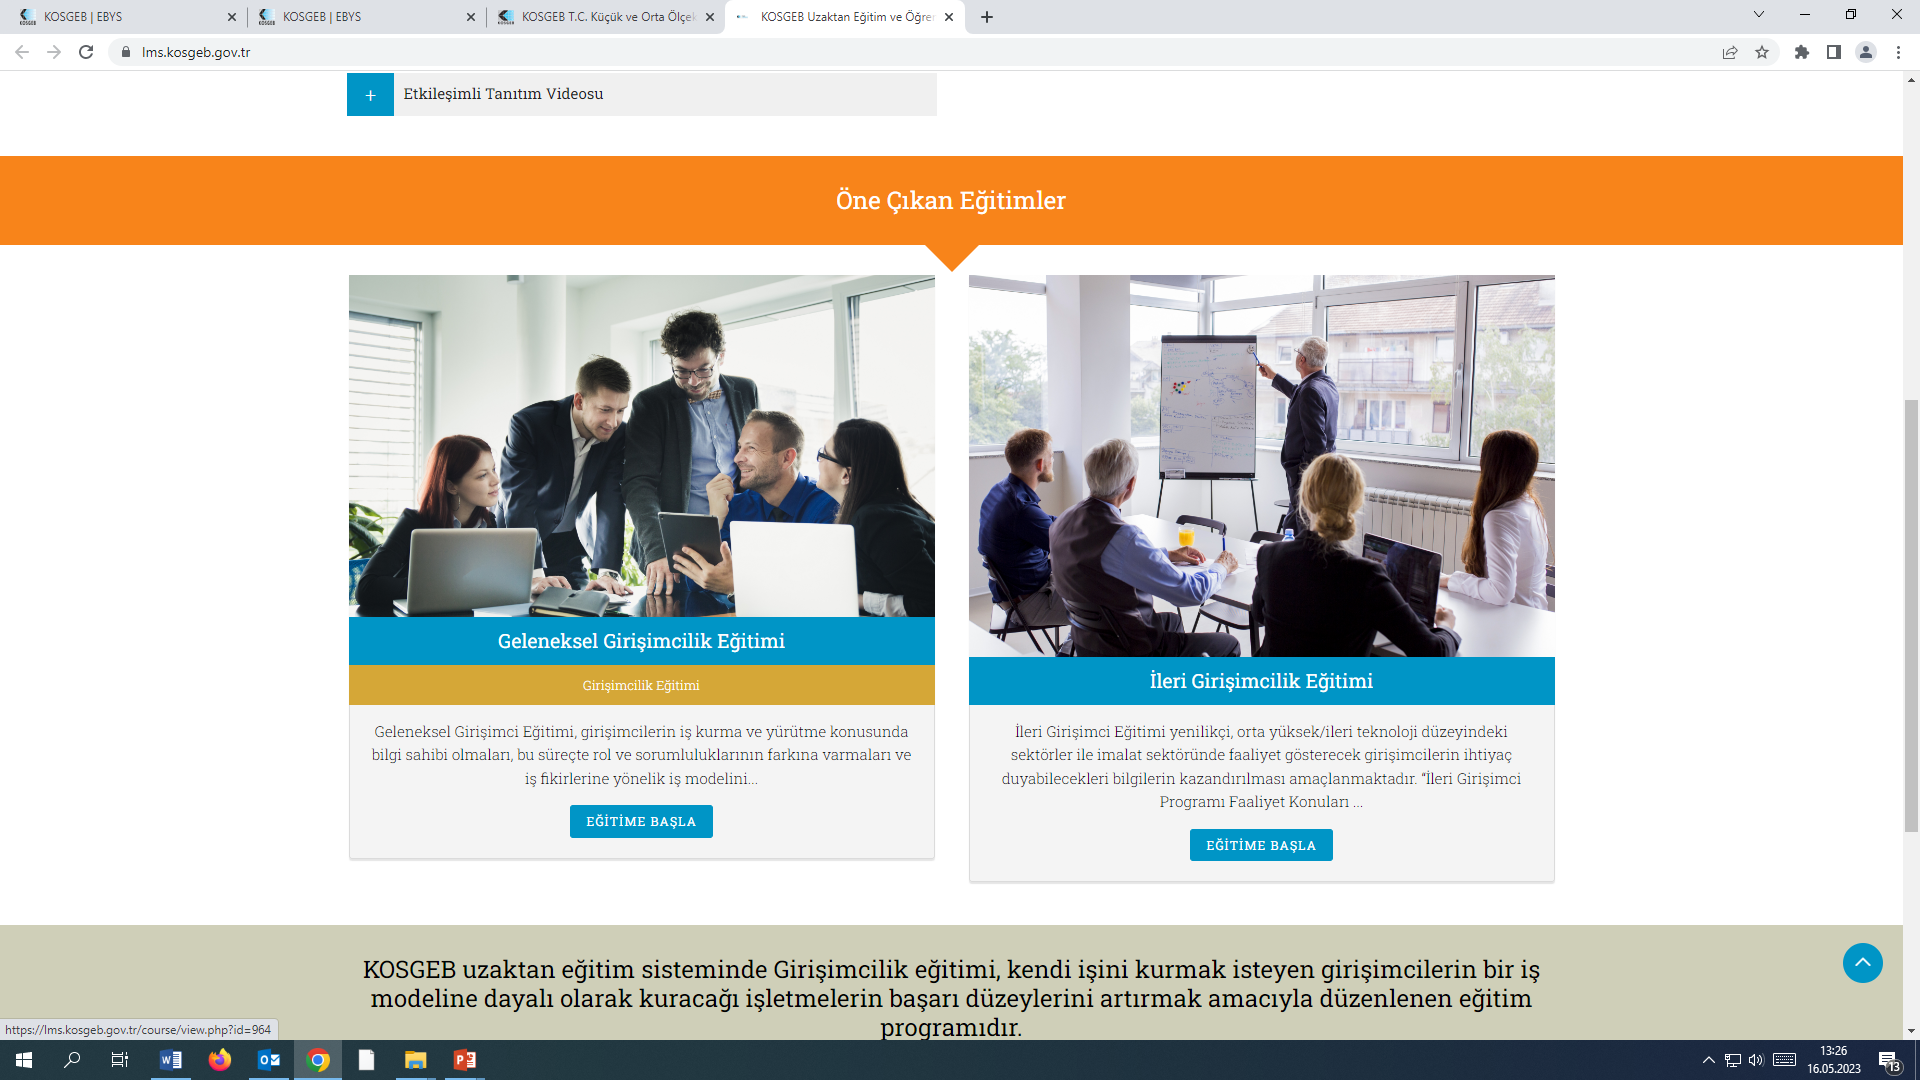 KOSGEB | EBYS
KOSGEB | EBYS
KOSGEB T.C. Küçük ve Orta Ölçek
KOSGEB Uzaktan Eğitim ve Öğren
lms.kosgeb.gov.tr
Etkileşimli Tanıtım Videosu
Öne Çıkan Eğitimler
Geleneksel Girişimcilik Eğitimi
Girişimcilik Eğitimi
Geleneksel Girişimci Eğitimi, girişimcilerin iş kurma ve yürütme konusunda
bilgi sahibi olmaları, bu süreçte rol ve sorumluluklarının farkına varmaları ve
iş fikirlerine yönelik iş modelini...
EĞİTİME BAŞLA
İleri Girişimcilik Eğitimi
İleri Girişimci Eğitimi yenilikçi, orta yüksek/ileri teknoloji düzeyindeki
sektörler ile imalat sektöründe faaliyet gösterecek girişimcilerin ihtiyaç
duyabilecekleri bilgilerin kazandırılması amaçlanmaktadır. “İleri Girişimci
Programı Faaliyet Konuları ...
EĞİTİME BAŞLA
KOSGEB uzaktan eğitim sisteminde Girişimcilik eğitimi, kendi işini kurmak isteyen girişimcilerin bir iş
modeline dayalı olarak kuracağı işletmelerin başarı düzeylerini artırmak amacıyla düzenlenen eğitim
programıdır.
https://lms.kosgeb.gov.tr/course/view.php?id=964
13:26
16.05.2023
13